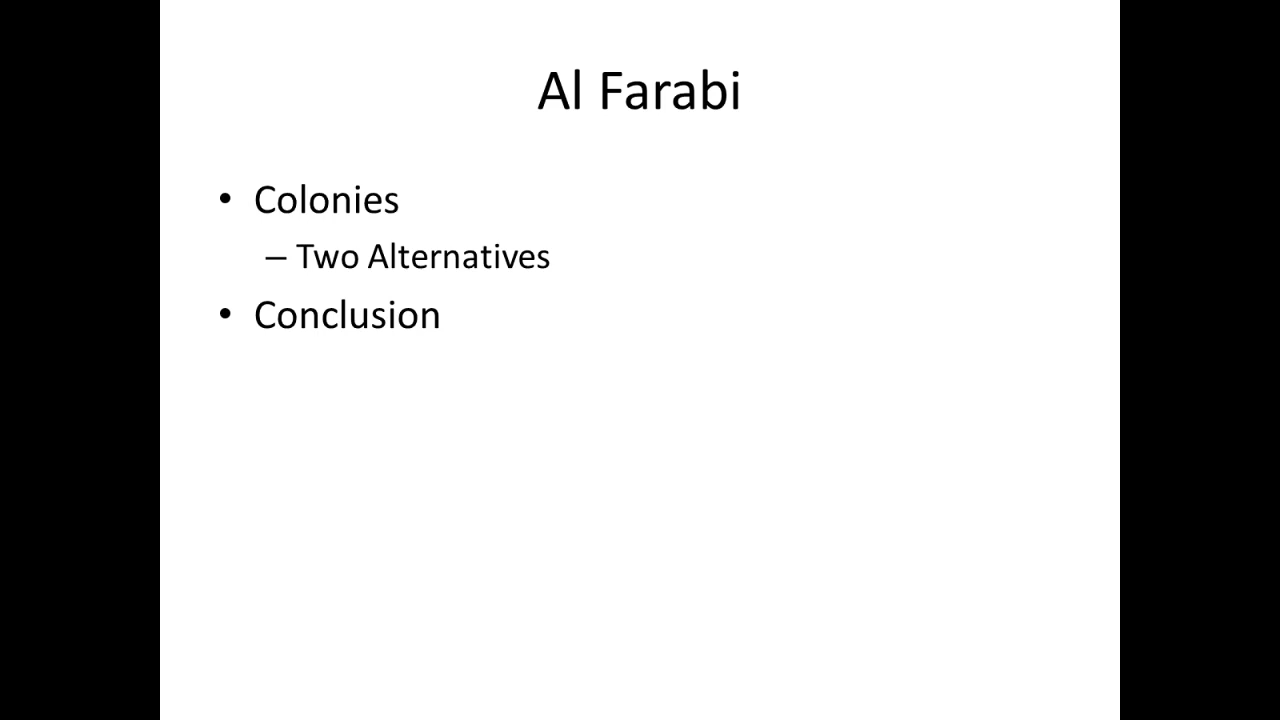 Al Farabi
• Colonies
– Two Alternatives
• Conclusion